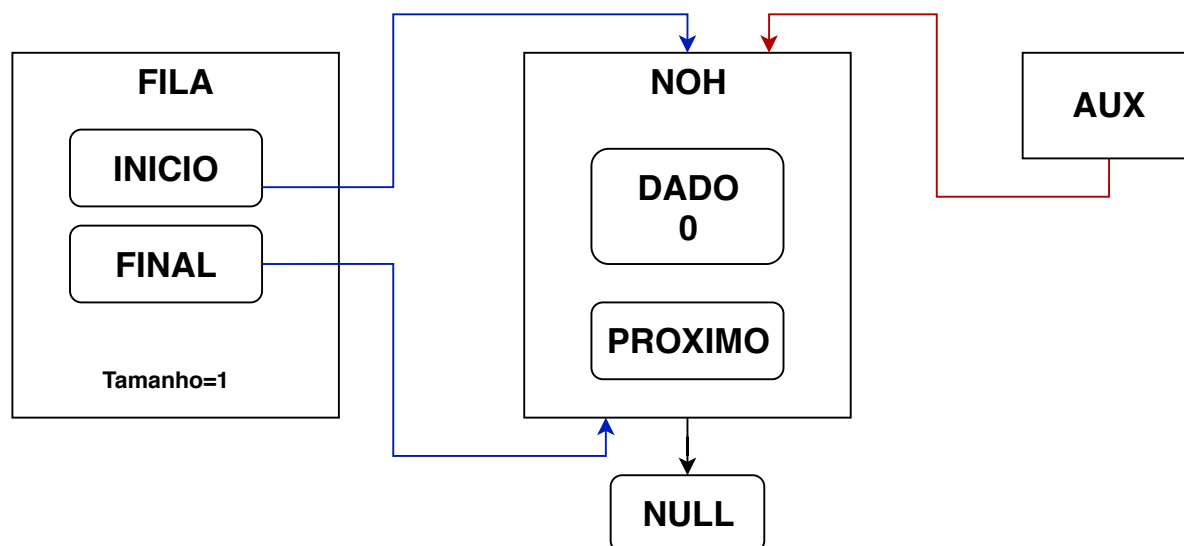 FILA
INICIO
FINAL
Tamanho=1
NOH
DADO
0
PROXIMO
NULL
AUX